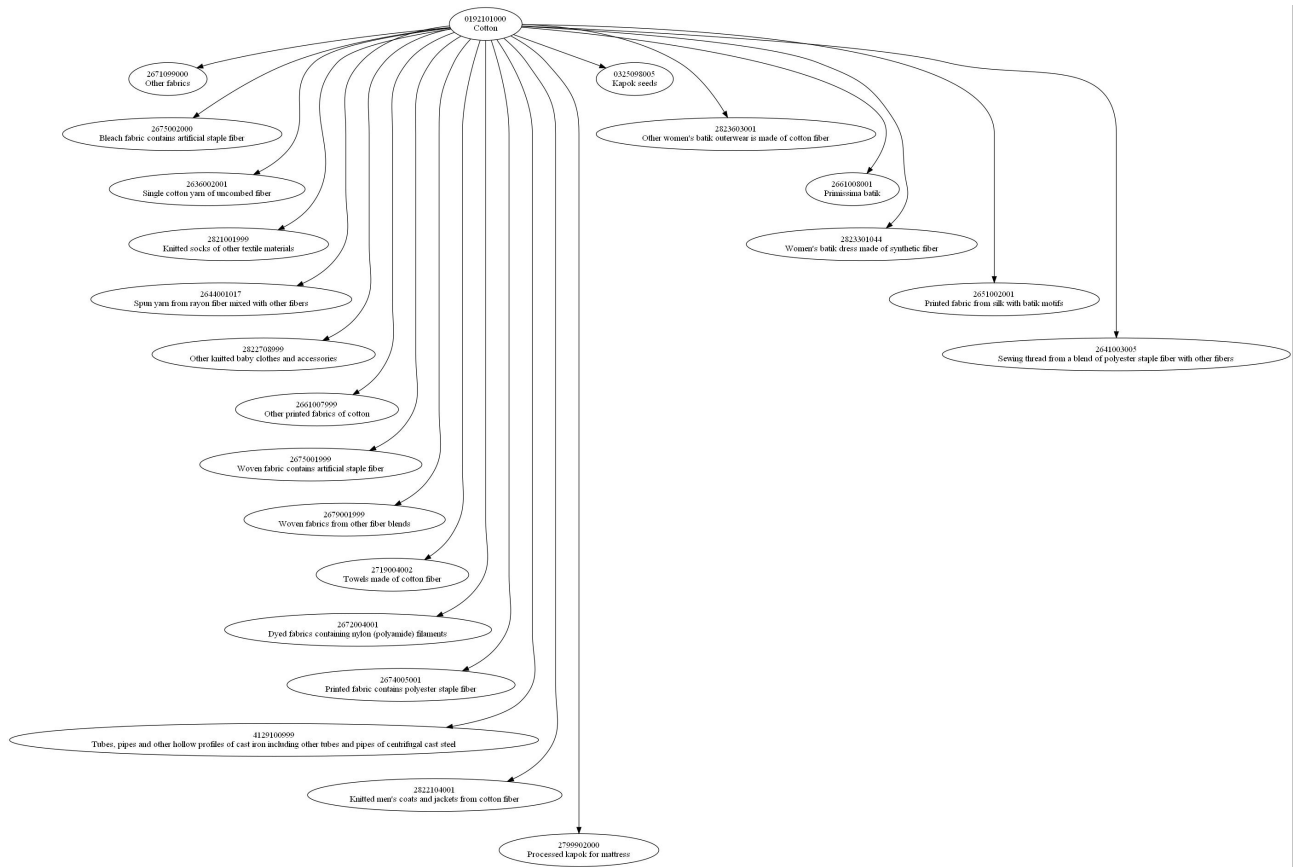 0192101000
Cotton
2671099000
Other fabrics
0325098005
Kapok seeds
2675002000
Bleach fabric contains artificial staple fiber
2823603001
Other women's batik outerwear is made of cotton fiber
2636002001
Single cotton yarn of uncombed fiber
2661008001
Primissima batik
2821001999
Knitted socks of other textile materials
2823301044
Women's batik dress made of synthetic fiber
2644001017
Spun yarn from rayon fiber mixed with other fibers
2651002001
Printed fabric from silk with batik motifs
2822708999
Other knitted baby clothes and accessories
2641003005
Sewing thread from a blend of polyester staple fiber with other fibers
2661007999
Other printed fabrics of cotton
2675001999
Woven fabric contains artificial staple fiber
2679001999
Woven fabrics from other fiber blends
2719004002
Towels made of cotton fiber
2672004001
Dyed fabrics containing nylon (polyamide) filaments
2674005001
Printed fabric contains polyester staple fiber
4129100999
Tubes, pipes and other hollow profiles of cast iron including other tubes and pipes of centrifugal cast steel
2822104001
Knitted men's coats and jackets from cotton fiber
2799902000
Processed kapok for mattress